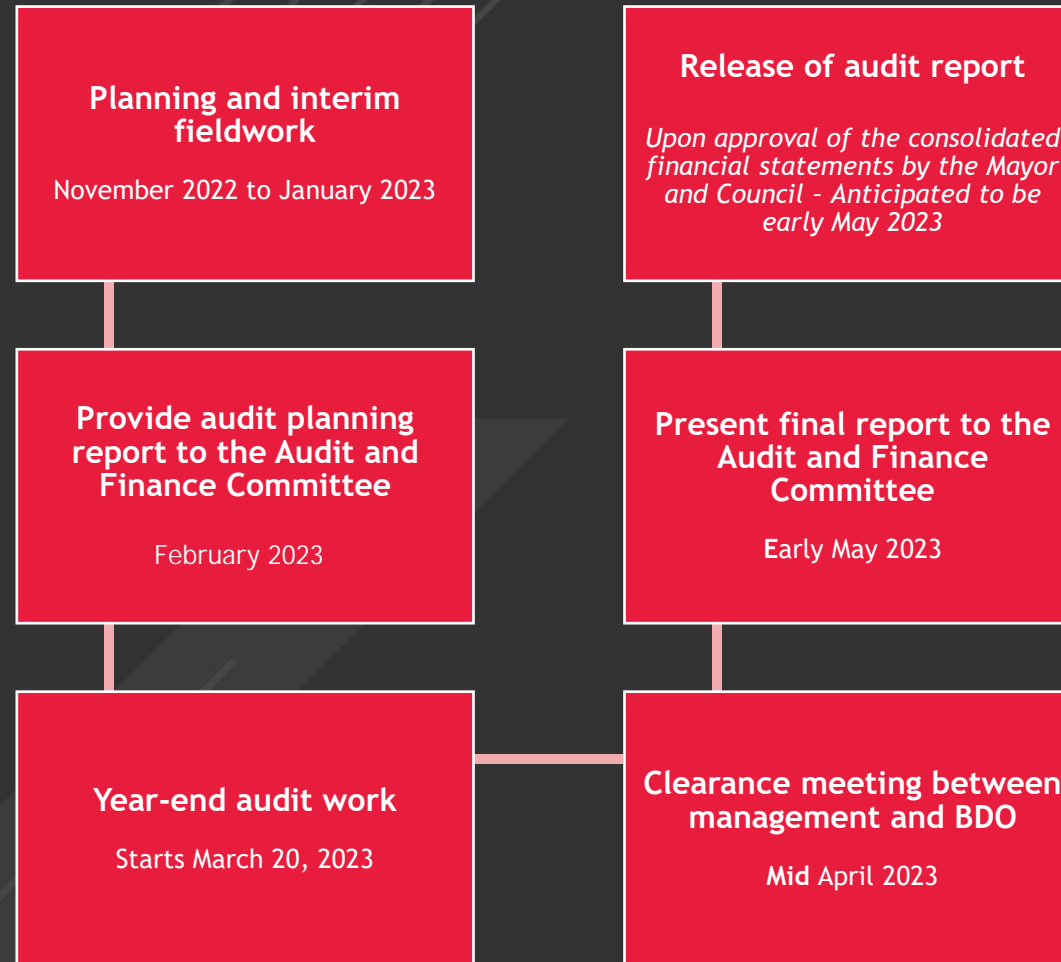 Planning and interim
fieldwork
November 2022 to January 2023
Provide audit planning
report to the Audit and
Finance Committee
February 2023
Year-end audit work
Starts March 20, 2023
Clearance meeting between
management and BDO
Mid April 2023
Present final report to the
Audit and Finance
Committee
Early May 2023
Release of audit report
Upon approval of the consolidated
financial statements by the Mayor
and Council – Anticipated to be
early May 2023